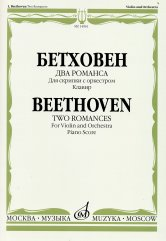 L. Beethoven Two Romances
Violin and Orchestra
БЕТХОВЕН
ДВА РОМАНСА
Для скрипки с оркестром
Клавир
BEETHOVEN
TWO ROMANCES
For Violin and Orchestra
Piano Score
МОСКВА · МУЗЫКА
MUZYKA · MOSCOW